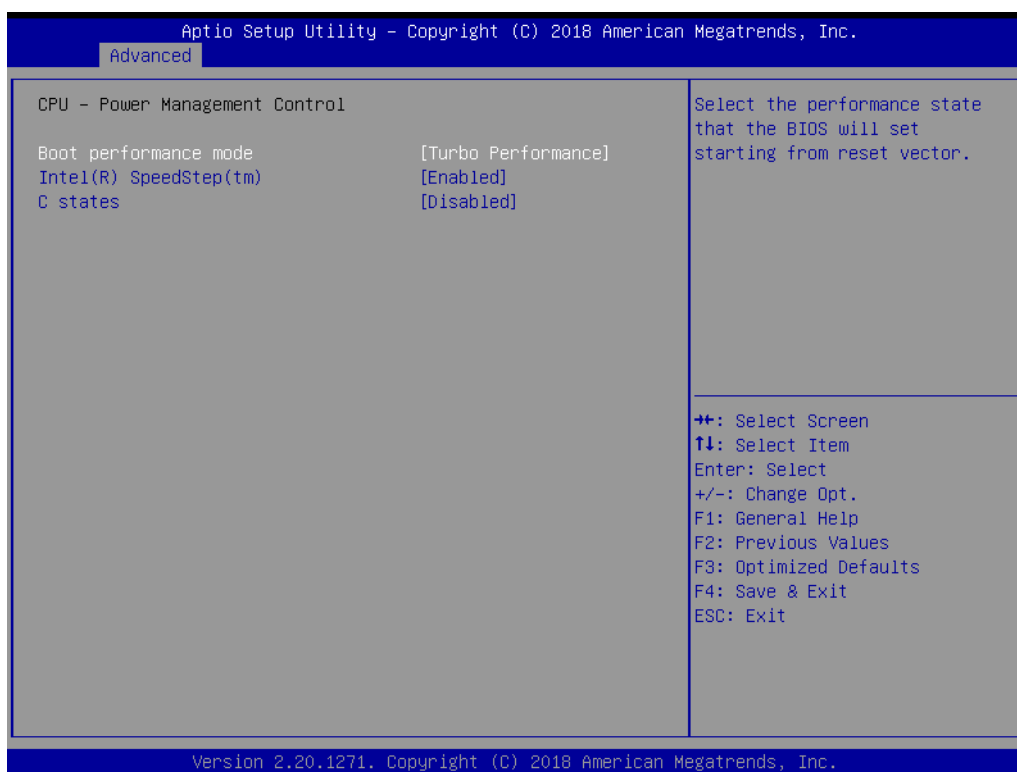 Aptio Setup Utility – Copyright (C) 2018 American Megatrends, Inc.
Advanced
CPU – Power Management Control
Boot performance mode [Turbo Performance]
Intel(R) SpeedStep(tm) [Enabled]
C states [Disabled]
Select the performance state
that the BIOS will set
starting from reset vector.
→←: Select Screen
↑↓: Select Item
Enter: Select
+/-: Change Opt.
F1: General Help
F2: Previous Values
F3: Optimized Defaults
F4: Save & Exit
ESC: Exit
Version 2.20.1271. Copyright (C) 2018 American Megatrends, Inc.